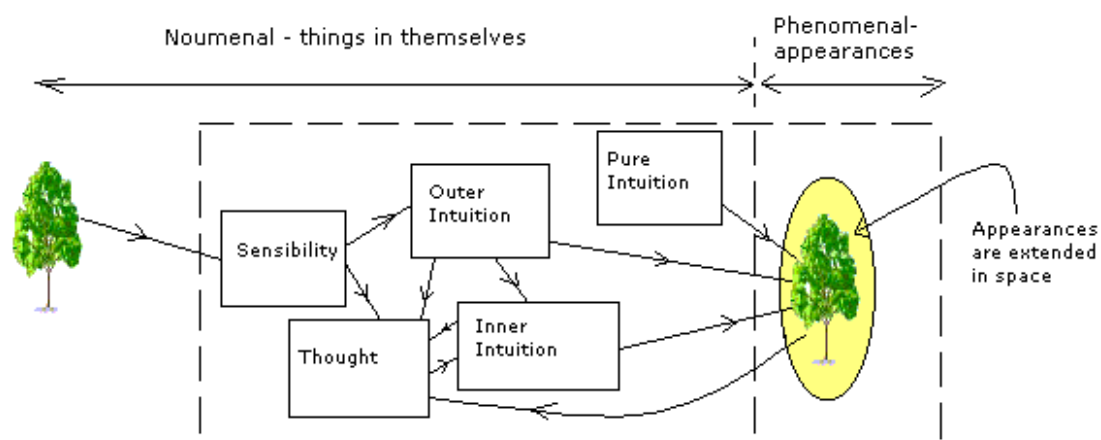 Noumenal - things in themselves
Phenomenal-
appearances
Pure
Intuition
Outer
Intuition
Sensibility
Appearances
are extended
in space
Inner
Intuition
Thought